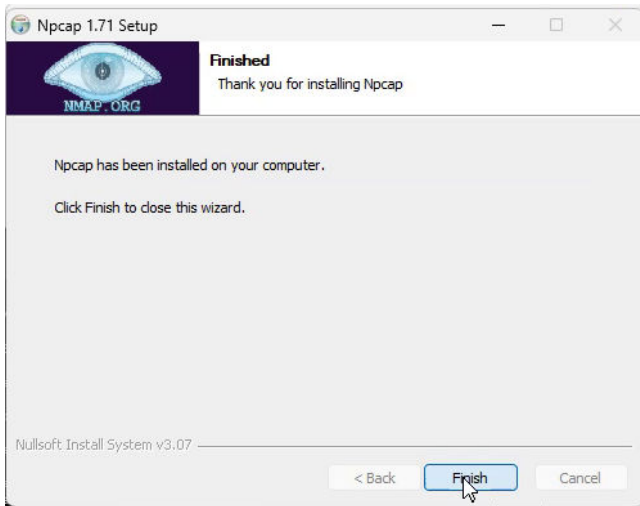 Npcap 1.71 Setup
Finished
Thank you for installing Npcap
NMAP.ORG
Npcap has been installed on your computer.
Click Finish to close this wizard.
Nullsoft Install System v3.07
< Back
Finish
Cancel